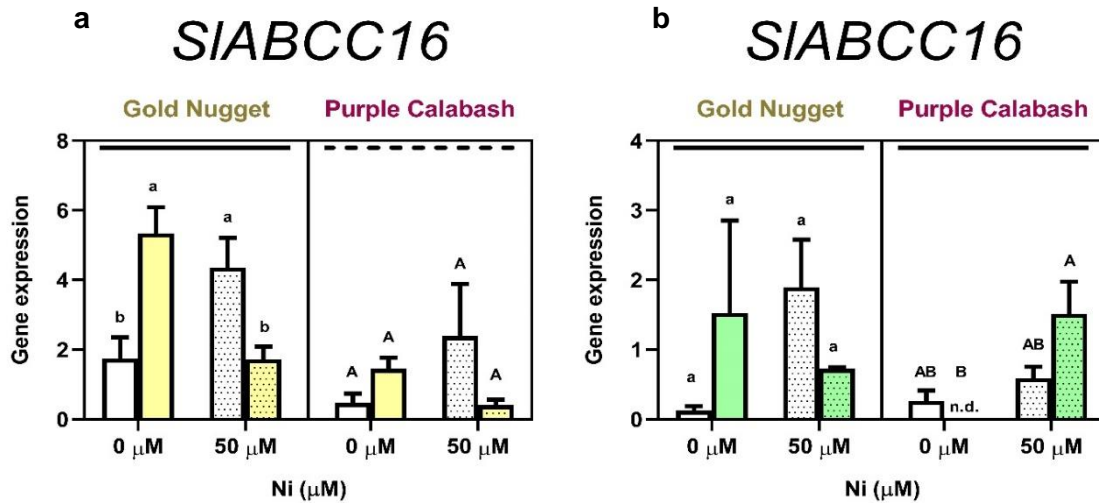 a
SlABCC16
Gold Nugget
Purple Calabash
Gene expression
8
6
4
2
0
b
a
a
b
A
A
A
A
0 μM
50 μM
0 μM
50 μM
Ni (μM)
b
SlABCC16
Gold Nugget
Purple Calabash
Gene expression
4
3
2
1
0
a
a
a
a
AB
B
n.d.
AB
A
0 μM
50 μM
0 μM
50 μM
Ni (μM)